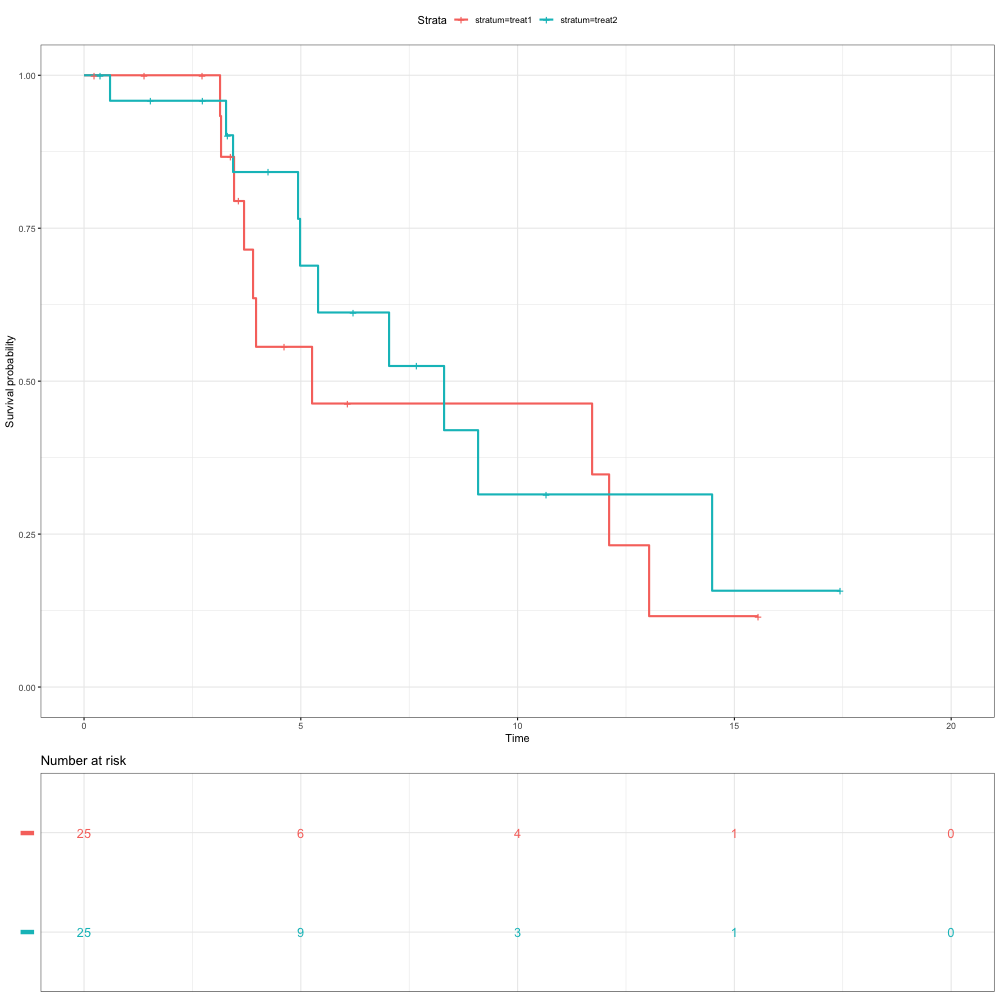 Strata stratum=treat1 stratum=treat2
1.00
0.75
0.50
0.25
0.00
Survival probability
0 5 10 15 20
Time
Number at risk
25 6 4 1 0
25 9 3 1 0